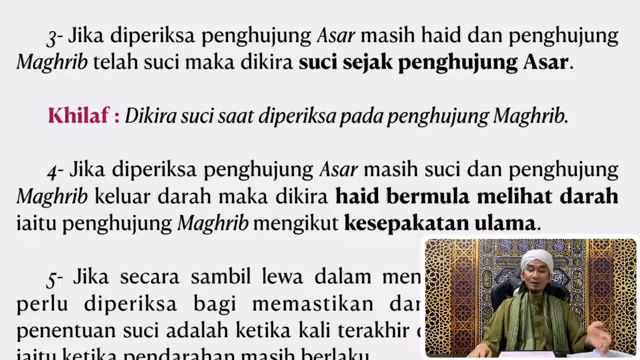 3- Jika diperiksa penghujung Asar masih haid dan penghujung
Maghrib telah suci maka dikira suci sejak penghujung Asar.
Khilaf : Dikira suci saat diperiksa pada penghujung Maghrib.
4- Jika diperiksa penghujung Asar masih suci dan penghujung
Maghrib keluar darah maka dikira haid bermula melihat darah
iaitu penghujung Maghrib mengikut kesepakatan ulama.
5- Jika secara sambil lewa dalam
perlu diperiksa bagi memastikan
penentuan suci adalah ketika kali terakhir
iaitu ketika pendarahan masih berlaku.